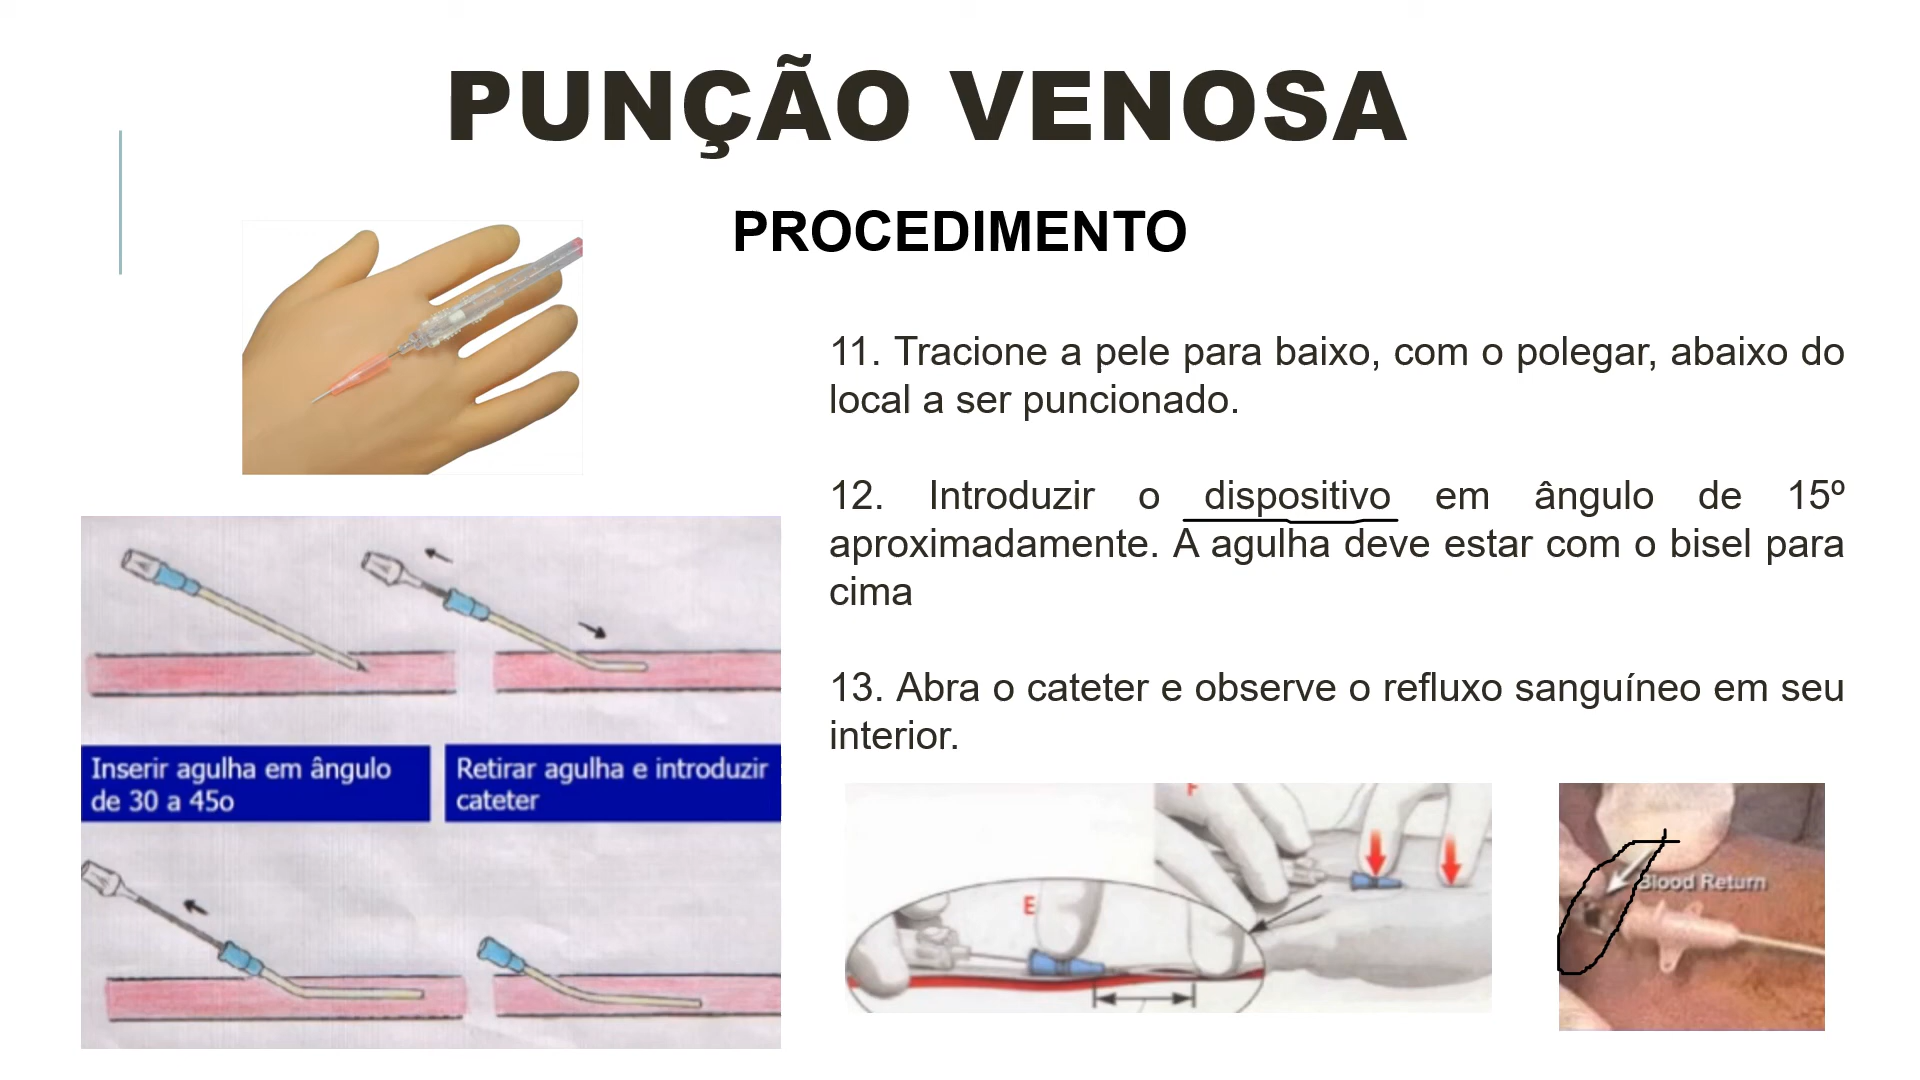 PUNÇÃO VENOSA
PROCEDIMENTO
11. Tracione a pele para baixo, com o polegar, abaixo do
local a ser puncionado.
12. Introduzir o dispositivo em ângulo de 15º
aproximadamente. A agulha deve estar com o bisel para
cima
13. Abra o cateter e observe o refluxo sanguíneo em seu
interior.
Inserir agulha em ângulo
de 30 a 45o
Retirar agulha e introduzir
cateter
F
E
Blood Return